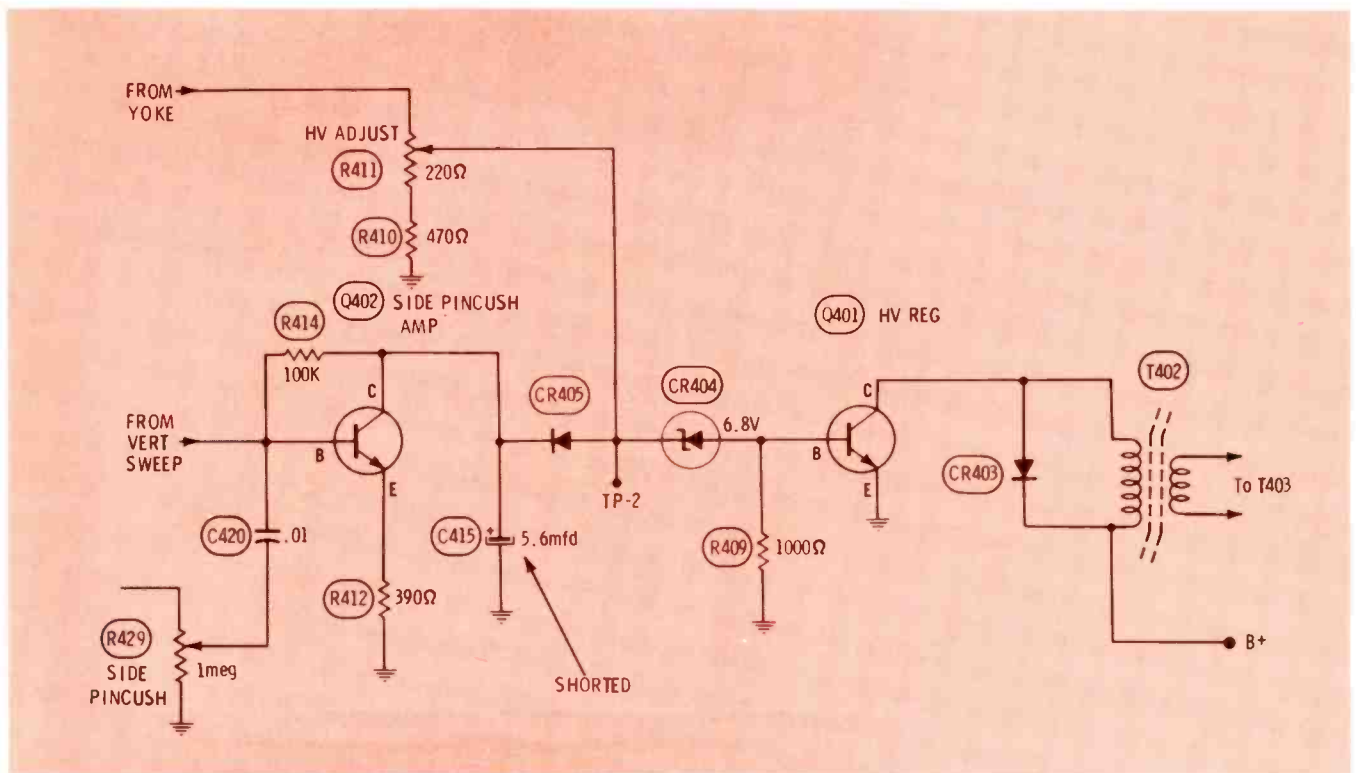 FROM
YOKE
HV ADJUST
R411
220Ω
R410
470Ω
Q402 SIDE PINCUSH
AMP
R414
100K
Q401 HV REG
C
CR405
CR404
6.8V
C
T402
FROM
VERT
SWEEP
B
E
TP-2
B
E
CR403
To T403
C420
.01
R412
390Ω
C415
+
5.6mfd
R409
1000Ω
R429
SIDE
PINCUSH
1meg
SHORTED
B+